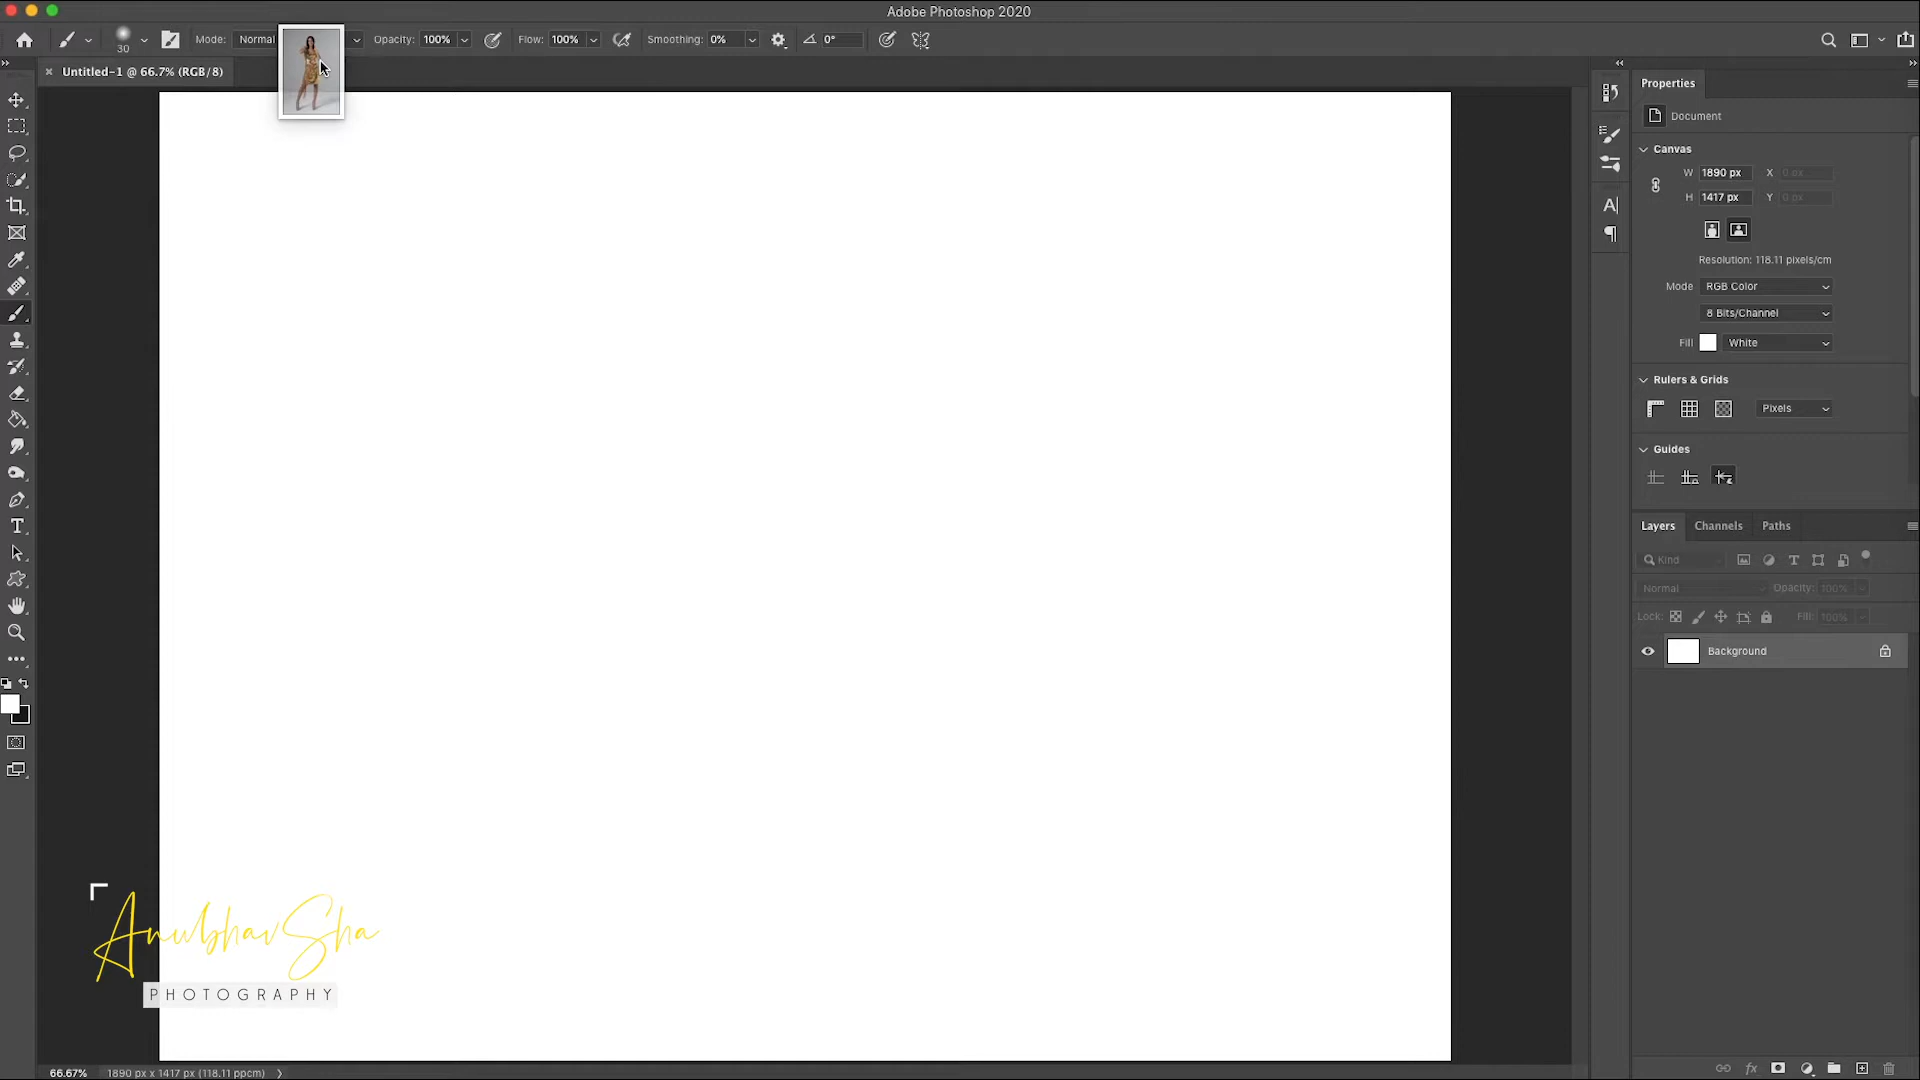 Adobe Photoshop 2020
30
Mode: Normal
Opacity: 100%
Flow: 100%
Smoothing: 0%
0°
Untitled-1 @ 66.7% (RGB/8)
Properties
Document
Canvas
W 1890 px X 0 px
H 1417 px Y 0 px
Resolution: 118.11 pixels/cm
Mode RGB Color
8 Bits/Channel
Fill White
Rulers & Grids
Pixels
Guides
Layers Channels Paths
Kind
Normal Opacity: 100%
Lock: Fill: 100%
Background
AnubhavSha
PHOTOGRAPHY
66.67% 1890 px x 1417 px (118.11 ppcm)